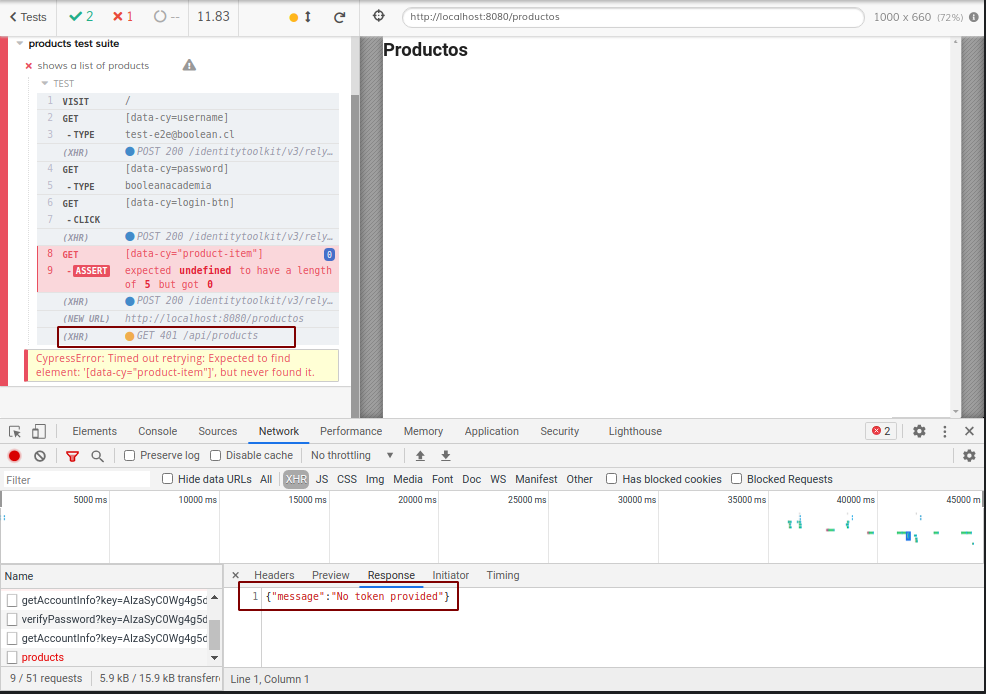 Tests 2 1 -- 11.83 http://localhost:8080/productos 1000 x 660 (72%)
products test suite
shows a list of products
TEST
1 VISIT /
2 GET [data-cy=username]
3 - TYPE test-e2e@boolean.cl
(XHR) POST 200 /identitytoolkit/v3/rely…
4 GET [data-cy=password]
5 - TYPE booleanacademia
6 GET [data-cy=login-btn]
7 - CLICK
(XHR) POST 200 /identitytoolkit/v3/rely…
8 GET [data-cy="product-item"] 0
9 - ASSERT expected undefined to have a length
of 5 but got 0
(XHR) POST 200 /identitytoolkit/v3/rely…
(NEW URL) http://localhost:8080/productos
(XHR) GET 401 /api/products
CypressError: Timed out retrying: Expected to find
element: '[data-cy="product-item"]', but never found it.
Productos
Elements Console Sources Network Performance Memory Application Security Lighthouse 2
Preserve log Disable cache No throttling
Filter Hide data URLs All XHR JS CSS Img Media Font Doc WS Manifest Other Has blocked cookies Blocked Requests
5000 ms 10000 ms 15000 ms 20000 ms 25000 ms 30000 ms 35000 ms 40000 ms 45000 m
Name
getAccountInfo?key=AIzaSyC0Wg4g5o
verifyPassword?key=AIzaSyC0Wg4g5d
getAccountInfo?key=AIzaSyC0Wg4g5o
products
9 / 51 requests 5.9 kB / 15.9 kB transferr
Headers Preview Response Initiator Timing
1 {"message":"No token provided"}
Line 1, Column 1